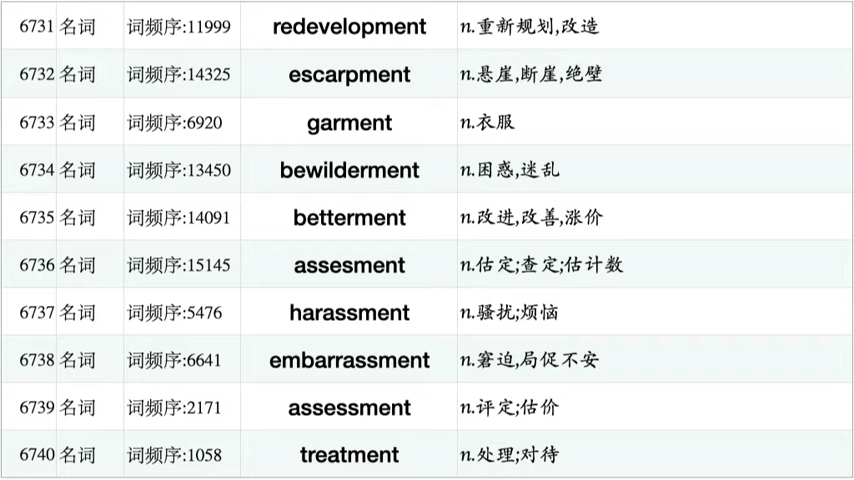 6731 名词 词频序:11999 redevelopment n.重新规划,改造
6732 名词 词频序:14325 escarpment n.悬崖,断崖,绝壁
6733 名词 词频序:6920 garment n.衣服
6734 名词 词频序:13450 bewilderment n.困惑,迷乱
6735 名词 词频序:14091 betterment n.改进,改善,涨价
6736 名词 词频序:15145 assesment n.估定;查定;估计数
6737 名词 词频序:5476 harassment n.骚扰;烦恼
6738 名词 词频序:6641 embarrassment n.窘迫,局促不安
6739 名词 词频序:2171 assessment n.评定;估价
6740 名词 词频序:1058 treatment n.处理;对待